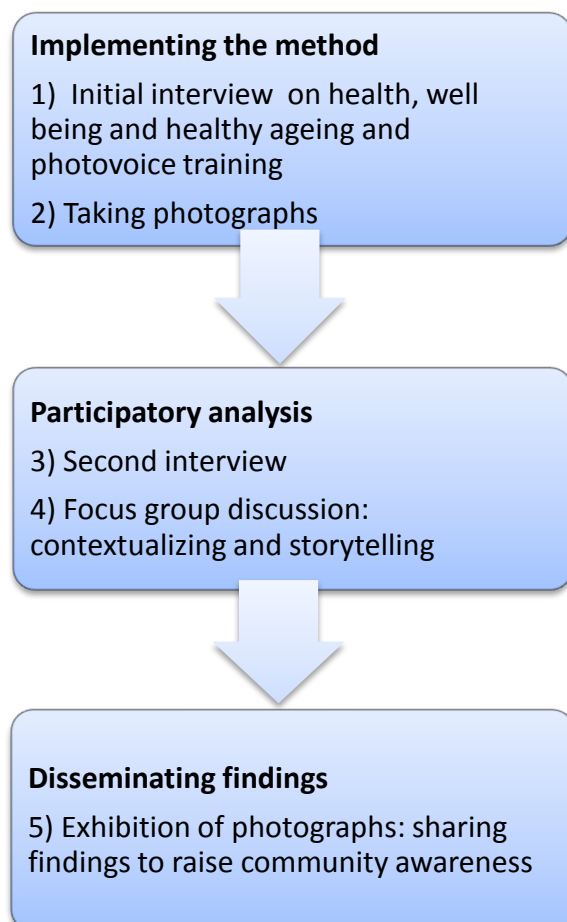 Implementing the method
1)  Initial interview  on health, well
being and healthy ageing and
photovoice training
2) Taking photographs
Participatory analysis
3) Second interview
4) Focus group discussion:
contextualizing and storytelling
Disseminating findings
5) Exhibition of photographs: sharing
findings to raise community awareness